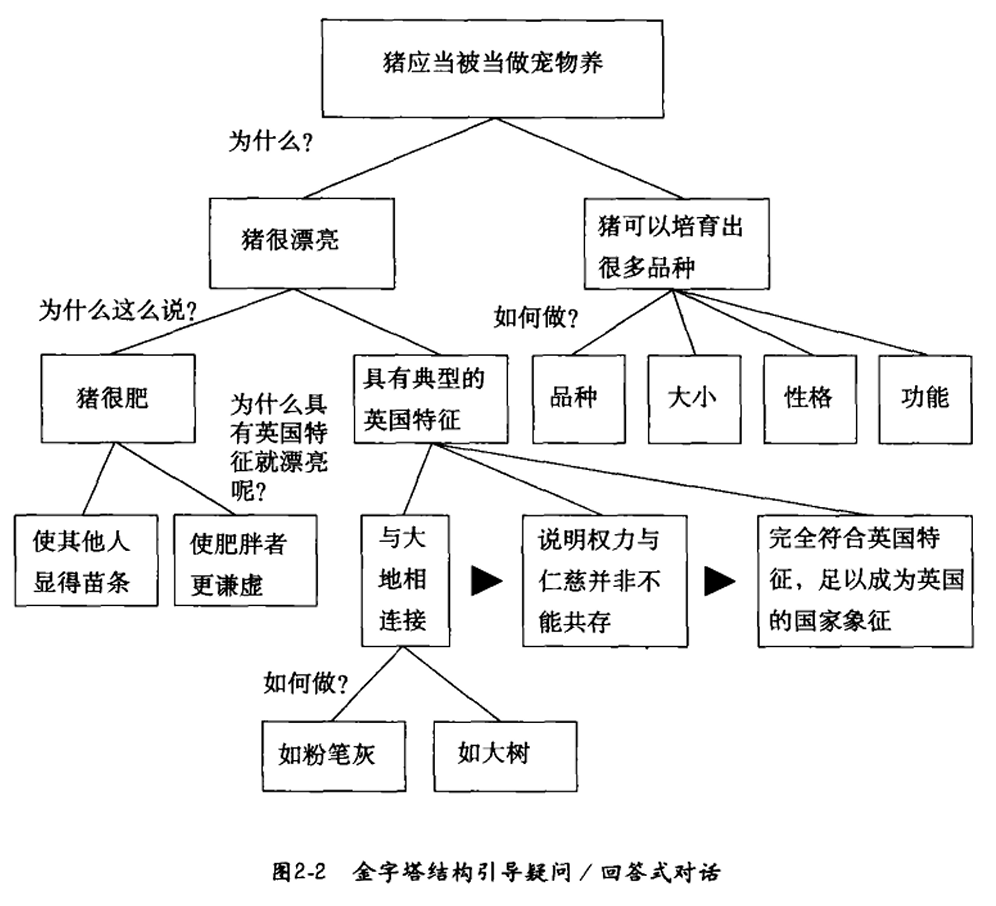 猪应当被当做宠物养
为什么?
猪很漂亮
猪可以培育出
很多品种
为什么这么说?
如何做?
猪很肥
为什么具
有英国特
征就漂亮
呢?
具有典型的
英国特征
品种
大小
性格
功能
使其他人
显得苗条
使肥胖者
更谦虚
与大
地相
连接
说明权力与
仁慈并非不
能共存
完全符合英国特
征，足以成为英国
的国家象征
如何做?
如粉笔灰
如大树
图2-2 金字塔结构引导疑问/回答式对话